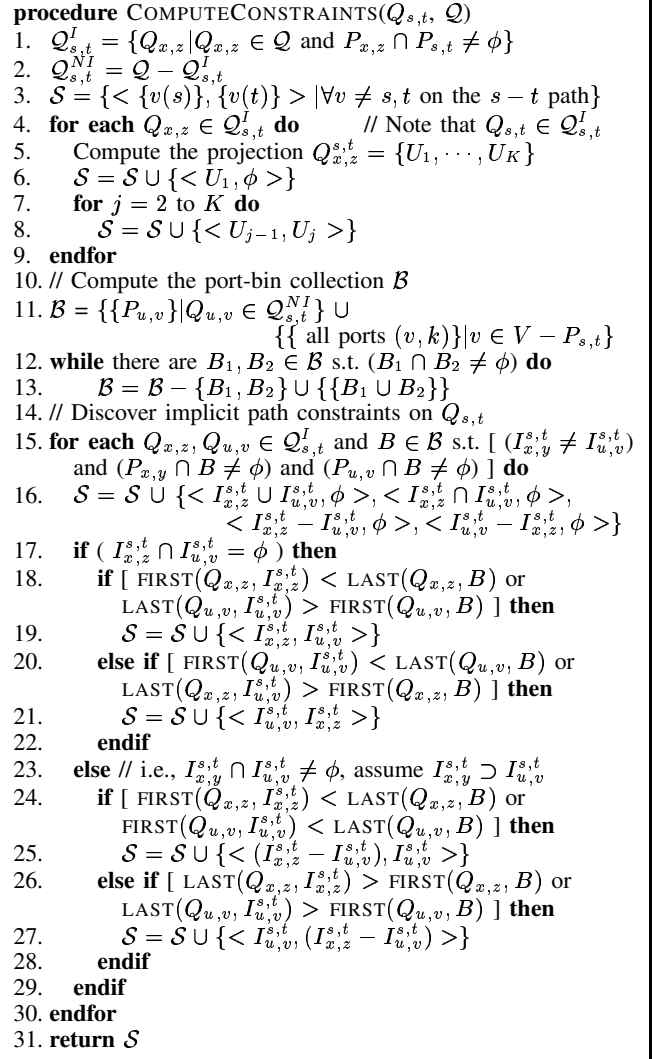 procedure COMPUTECONSTRAINTS(Q_{s,t}, 𝒬)
1. 𝒬^I_{s,t} = {Q_{x,z}|Q_{x,z} ∈ 𝒬 and P_{x,z} ∩ P_{s,t} ≠ ϕ}
2. 𝒬^{NI}_{s,t} = 𝒬 − 𝒬^I_{s,t}
3. 𝒮 = {< {v(s)}, {v(t)} > |∀v ≠ s, t on the s − t path}
4. for each Q_{x,z} ∈ 𝒬^I_{s,t} do // Note that Q_{s,t} ∈ 𝒬^I_{s,t}
5. Compute the projection Q^{s,t}_{x,z} = {U_1, ⋯, U_K}
6. 𝒮 = 𝒮 ∪ {< U_1, ϕ >}
7. for j = 2 to K do
8. 𝒮 = 𝒮 ∪ {< U_{j−1}, U_j >}
9. endfor
10. // Compute the port-bin collection ℬ
11. ℬ = {{P_{u,v}}|Q_{u,v} ∈ 𝒬^{NI}_{s,t}} ∪
{{ all ports (v, k)}|v ∈ V − P_{s,t}}
12. while there are B_1, B_2 ∈ ℬ s.t. (B_1 ∩ B_2 ≠ ϕ) do
13. ℬ = ℬ − {B_1, B_2} ∪ {{B_1 ∪ B_2}}
14. // Discover implicit path constraints on Q_{s,t}
15. for each Q_{x,z}, Q_{u,v} ∈ 𝒬^I_{s,t} and B ∈ ℬ s.t. [ (I^{s,t}_{x,y} ≠ I^{s,t}_{u,v})
and (P_{x,y} ∩ B ≠ ϕ) and (P_{u,v} ∩ B ≠ ϕ) ] do
16. 𝒮 = 𝒮 ∪ {< I^{s,t}_{x,z} ∪ I^{s,t}_{u,v}, ϕ >, < I^{s,t}_{x,z} ∩ I^{s,t}_{u,v}, ϕ >,
< I^{s,t}_{x,z} − I^{s,t}_{u,v}, ϕ >, < I^{s,t}_{u,v} − I^{s,t}_{x,z}, ϕ >}
17. if ( I^{s,t}_{x,z} ∩ I^{s,t}_{u,v} = ϕ ) then
18. if [ FIRST(Q_{x,z}, I^{s,t}_{x,z}) < LAST(Q_{x,z}, B) or
LAST(Q_{u,v}, I^{s,t}_{u,v}) > FIRST(Q_{u,v}, B) ] then
19. 𝒮 = 𝒮 ∪ {< I^{s,t}_{x,z}, I^{s,t}_{u,v} >}
20. else if [ FIRST(Q_{u,v}, I^{s,t}_{u,v}) < LAST(Q_{u,v}, B) or
LAST(Q_{x,z}, I^{s,t}_{u,v}) > FIRST(Q_{x,z}, B) ] then
21. 𝒮 = 𝒮 ∪ {< I^{s,t}_{u,v}, I^{s,t}_{x,z} >}
22. endif
23. else // i.e., I^{s,t}_{x,y} ∩ I^{s,t}_{u,v} ≠ ϕ, assume I^{s,t}_{x,y} ⊃ I^{s,t}_{u,v}
24. if [ FIRST(Q_{x,z}, I^{s,t}_{x,z}) < LAST(Q_{x,z}, B) or
FIRST(Q_{u,v}, I^{s,t}_{u,v}) < LAST(Q_{u,v}, B) ] then
25. 𝒮 = 𝒮 ∪ {< (I^{s,t}_{x,z} − I^{s,t}_{u,v}), I^{s,t}_{u,v} >}
26. else if [ LAST(Q_{x,z}, I^{s,t}_{x,z}) > FIRST(Q_{x,z}, B) or
LAST(Q_{u,v}, I^{s,t}_{u,v}) > FIRST(Q_{u,v}, B) ] then
27. 𝒮 = 𝒮 ∪ {< I^{s,t}_{u,v}, (I^{s,t}_{x,z} − I^{s,t}_{u,v}) >}
28. endif
29. endif
30. endfor
31. return 𝒮